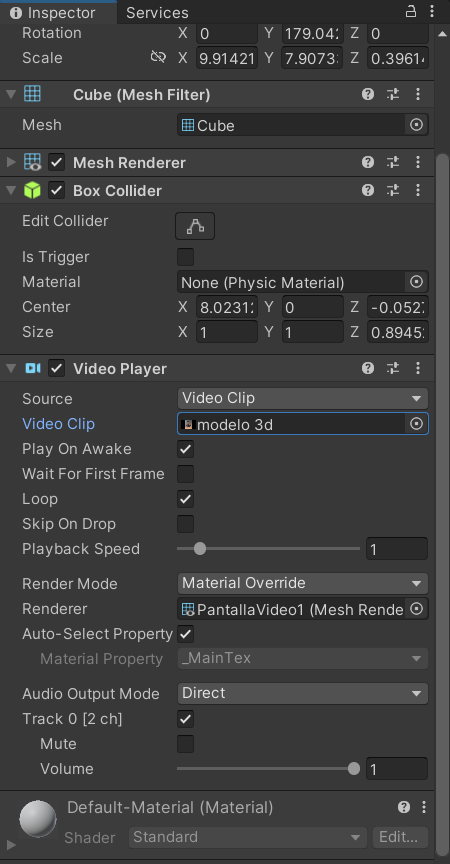 Inspector Services
Rotation X 0 Y 179.042 Z 0
Scale X 9.91421 Y 7.9073 Z 0.3961
Cube (Mesh Filter)
Mesh Cube
Mesh Renderer
Box Collider
Edit Collider
Is Trigger
Material None (Physic Material)
Center X 8.02312 Y 0 Z -0.052
Size X 1 Y 1 Z 0.8945
Video Player
Source Video Clip
Video Clip modelo 3d
Play On Awake
Wait For First Frame
Loop
Skip On Drop
Playback Speed 1
Render Mode Material Override
Renderer PantallaVideo1 (Mesh Rende
Auto-Select Property
Material Property _MainTex
Audio Output Mode Direct
Track 0 [2 ch]
Mute
Volume 1
Default-Material (Material)
Shader Standard Edit...